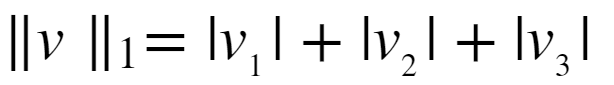 ‖v ‖₁= |v₁| + |v₂| + |v₃|